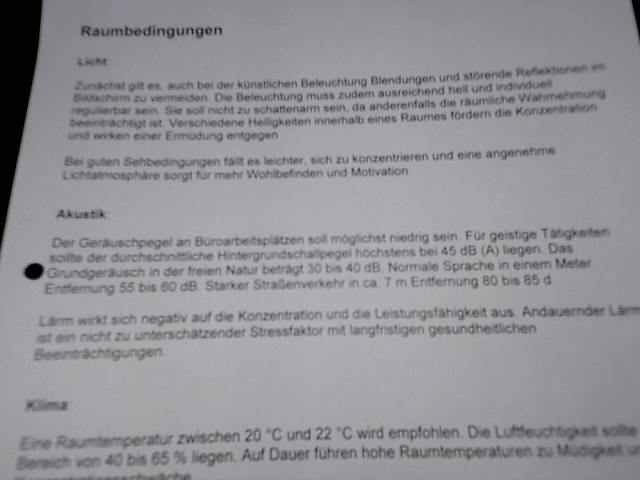 Raumbedingungen
Licht:
Zunächst gilt es, auch bei der künstlichen Beleuchtung Blendungen und störende Reflektionen im
Bildschirm zu vermeiden. Die Beleuchtung muss zudem ausreichend hell und individuell
regulierbar sein. Sie soll nicht zu schattenarm sein, da anderenfalls die räumliche Wahrnehmung
beeinträchtigt ist. Verschiedene Helligkeiten innerhalb eines Raumes fördern die Konzentration
und wirken einer Ermüdung entgegen
Bei guten Sehbedingungen fällt es leichter, sich zu konzentrieren und eine angenehme
Lichtatmosphäre sorgt für mehr Wohlbefinden und Motivation.
Akustik:
Der Geräuschpegel an Büroarbeitsplätzen soll möglichst niedrig sein. Für geistige Tätigkeiten
sollte der durchschnittliche Hintergrundschallpegel höchstens bei 45 dB (A) liegen. Das
Grundgeräusch in der freien Natur beträgt 30 bis 40 dB. Normale Sprache in einem Meter
Entfernung 55 bis 60 dB. Starker Straßenverkehr in ca. 7 m Entfernung 80 bis 85 d
Lärm wirkt sich negativ auf die Konzentration und die Leistungsfähigkeit aus. Andauernder Lärm
ist ein nicht zu unterschätzender Stressfaktor mit langfristigen gesundheitlichen
Beeinträchtigungen.
Klima:
Eine Raumtemperatur zwischen 20 °C und 22 °C wird empfohlen. Die Luftfeuchtigkeit sollte
Bereich von 40 bis 65 % liegen. Auf Dauer führen hohe Raumtemperaturen zu Müdigkeit un